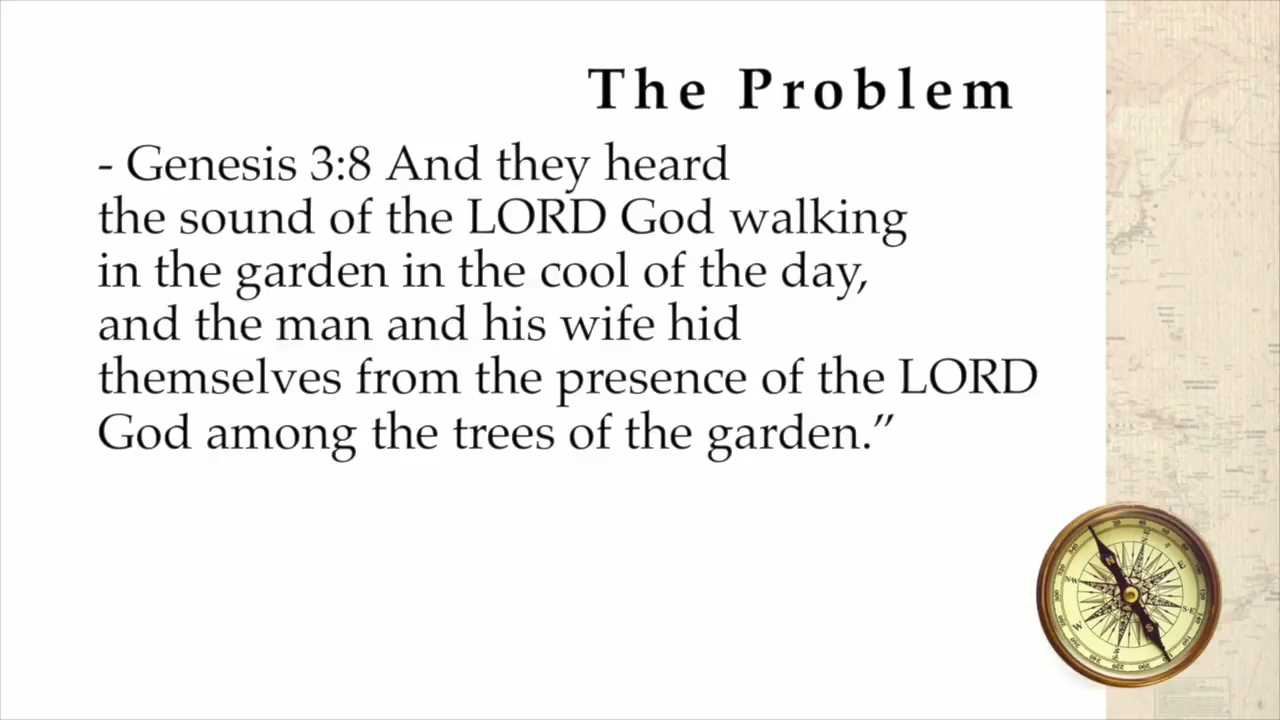 The Problem
- Genesis 3:8 And they heard
the sound of the LORD God walking
in the garden in the cool of the day,
and the man and his wife hid
themselves from the presence of the LORD
God among the trees of the garden.”